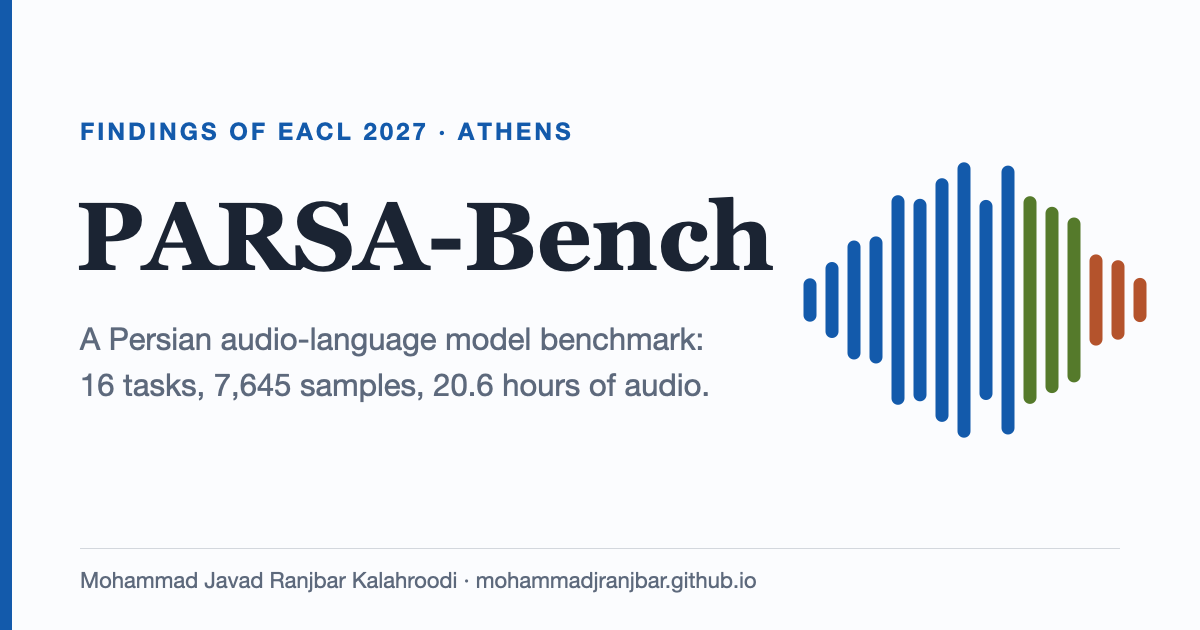 FINDINGS OF EACL 2027 · ATHENS
PARSA-Bench
A Persian audio-language model benchmark:
16 tasks, 7,645 samples, 20.6 hours of audio.
Mohammad Javad Ranjbar Kalahroodi · mohammadjranjbar.github.io